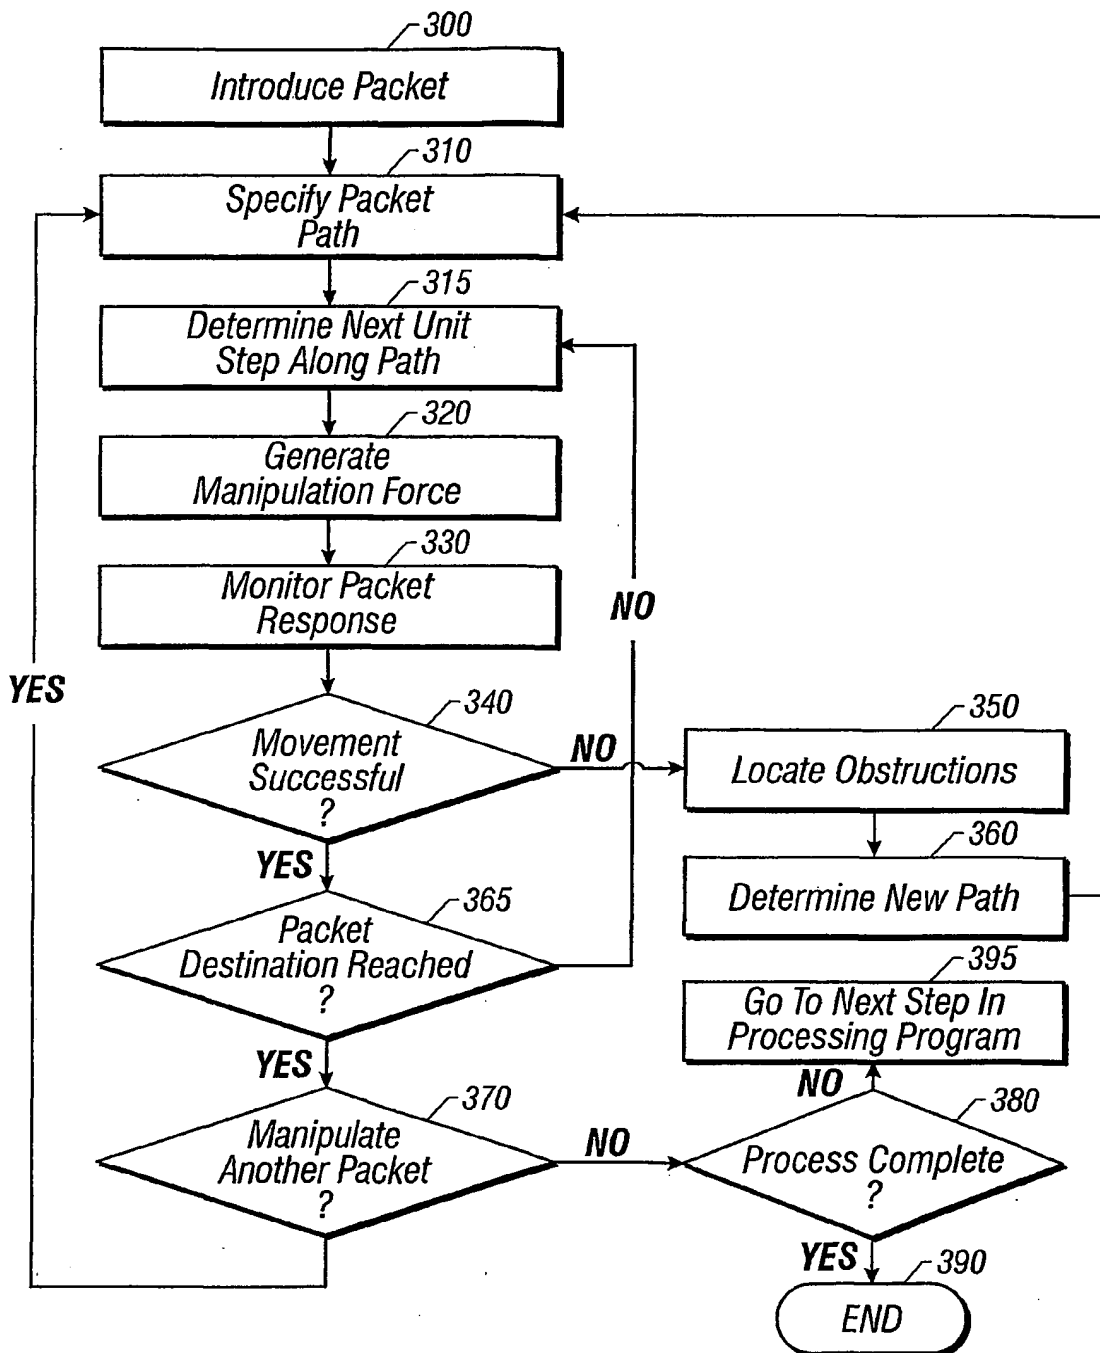 300
Introduce Packet
310
Specify Packet
Path
315
Determine Next Unit
Step Along Path
320
Generate
Manipulation Force
330
Monitor Packet
Response
NO
YES
340
Movement
Successful
?
NO
350
Locate Obstructions
YES
360
Determine New Path
365
Packet
Destination Reached
?
395
Go To Next Step In
Processing Program
YES
NO
370
Manipulate
Another Packet
?
NO
380
Process Complete
?
YES
390
END